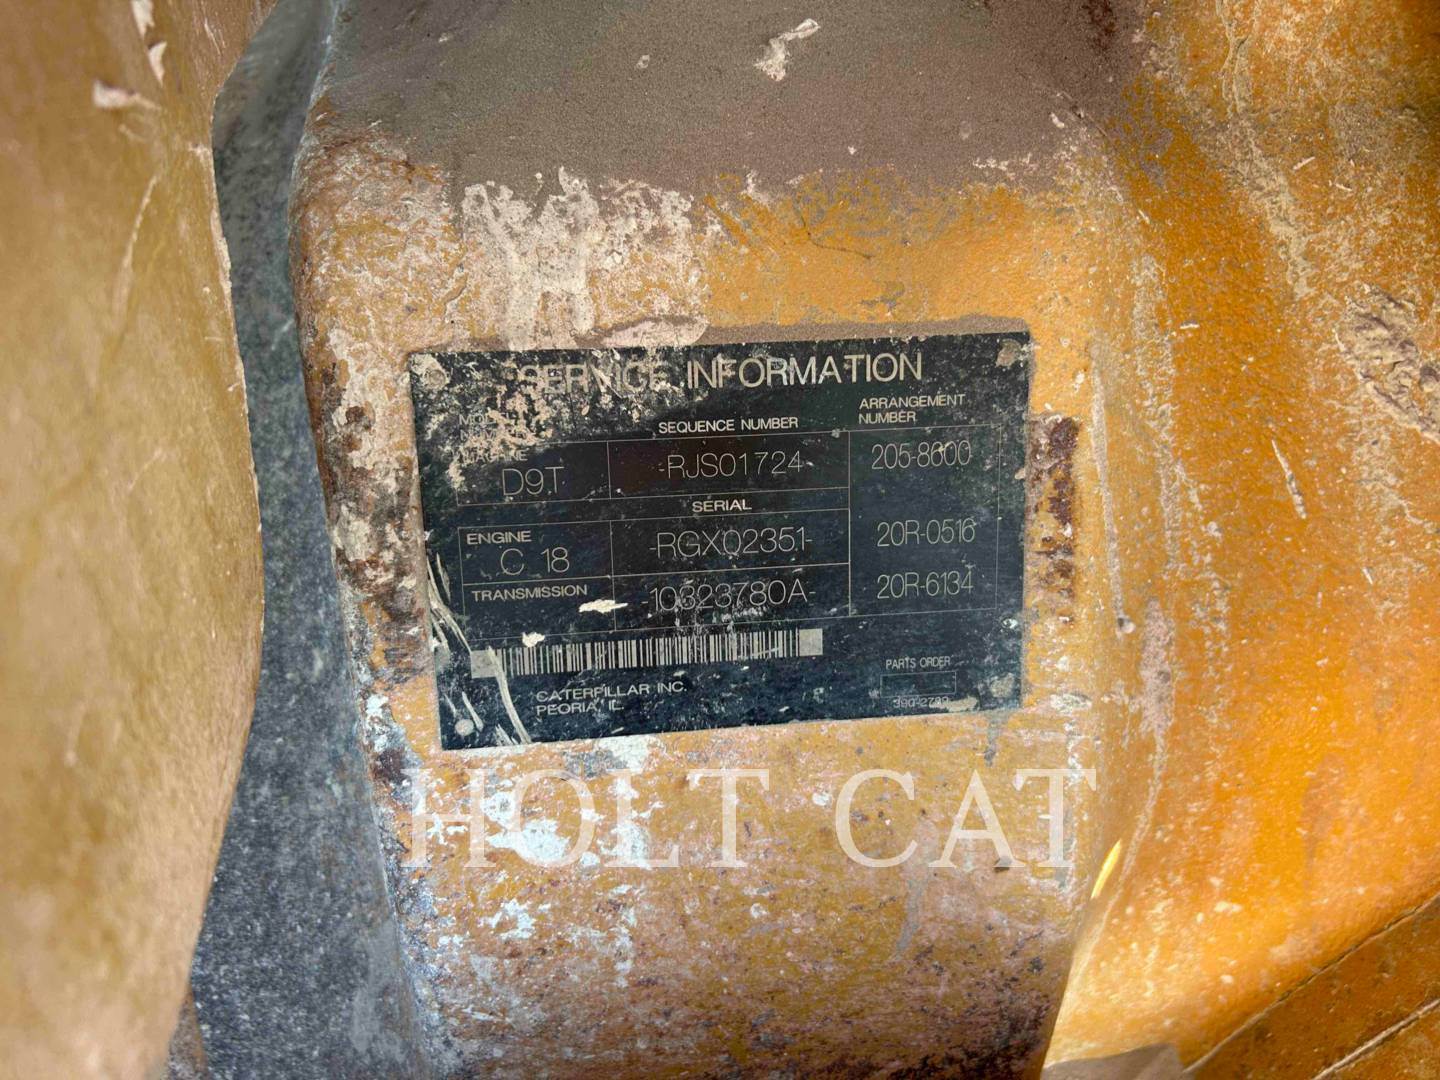 SERVICE INFORMATION
SEQUENCE NUMBER
ARRANGEMENT
NUMBER
MACHINE
D9T
-RJS01724-
205-8600
SERIAL
ENGINE
C 18
-RGX02351-
20R-0516
TRANSMISSION
-10323780A-
20R-6134
CATERPILLAR INC.
PEORIA, IL.
PARTS ORDER
HOLT CAT